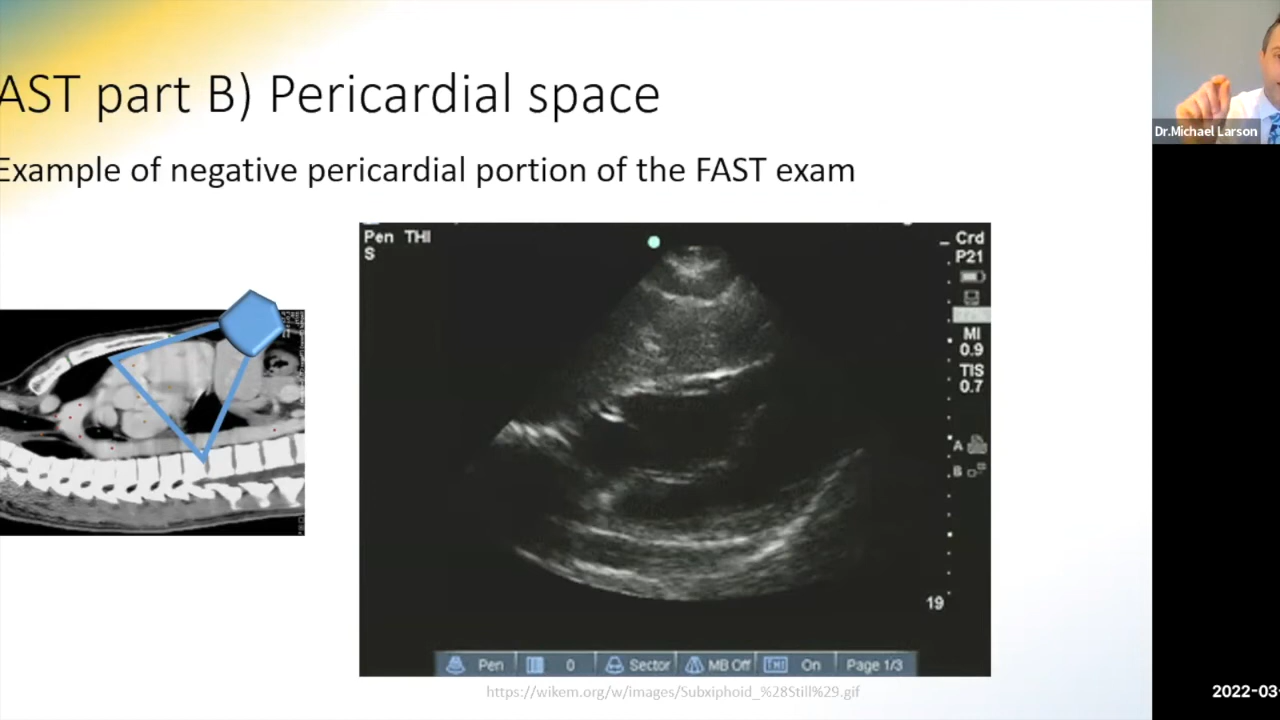 AST part B) Pericardial space
Example of negative pericardial portion of the FAST exam
Pen THI
S
Crd
P21
MI
0.9
TIS
0.7
A
B
19
Pen
0
Sector
MB Off
THI On
Page 1/3
https://wikem.org/w/images/Subxiphoid_%28Still%29.gif
Dr.Michael Larson
2022-03-